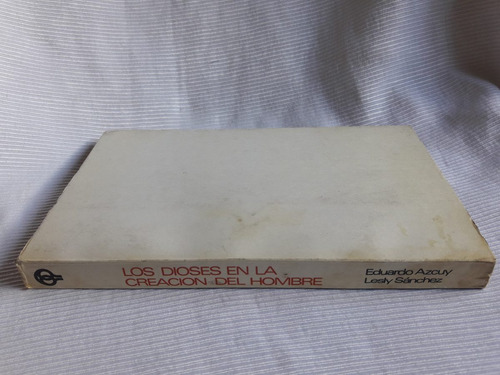 LOS DIOSES EN LA
CREACION DEL HOMBRE
Eduardo Azcuy
Lesly Sánchez